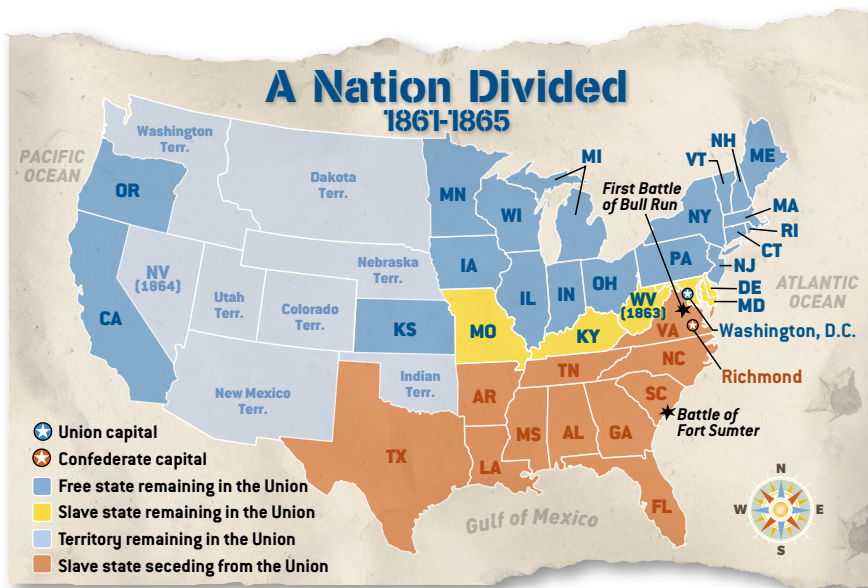 A Nation Divided
1861-1865
PACIFIC
OCEAN
Washington
Terr.
OR
Dakota
Terr.
MN
WI
MI
First Battle
of Bull Run
VT
NH
ME
NY
MA
RI
CT
NJ
PA
DE
MD
ATLANTIC
OCEAN
NV
(1864)
CA
Utah
Terr.
Colorado
Terr.
Nebraska
Terr.
IA
KS
MO
IL
IN
OH
KY
WV
(1863)
VA
Washington, D.C.
Richmond
New Mexico
Terr.
Indian
Terr.
AR
TN
NC
SC
Battle of
Fort Sumter
TX
LA
MS
AL
GA
FL
Gulf of Mexico
Union capital
Confederate capital
Free state remaining in the Union
Slave state remaining in the Union
Territory remaining in the Union
Slave state seceding from the Union
N
W
E
S